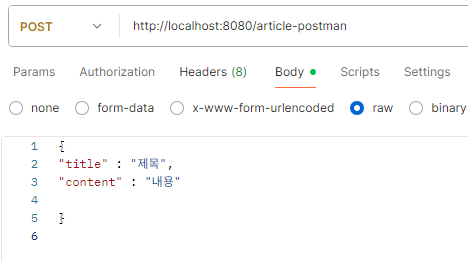 POST http://localhost:8080/article-postman
Params Authorization Headers (8) Body Scripts Settings
none form-data x-www-form-urlencoded raw binary
1 {
2 "title" : "제목",
3 "content" : "내용"
4
5 }
6